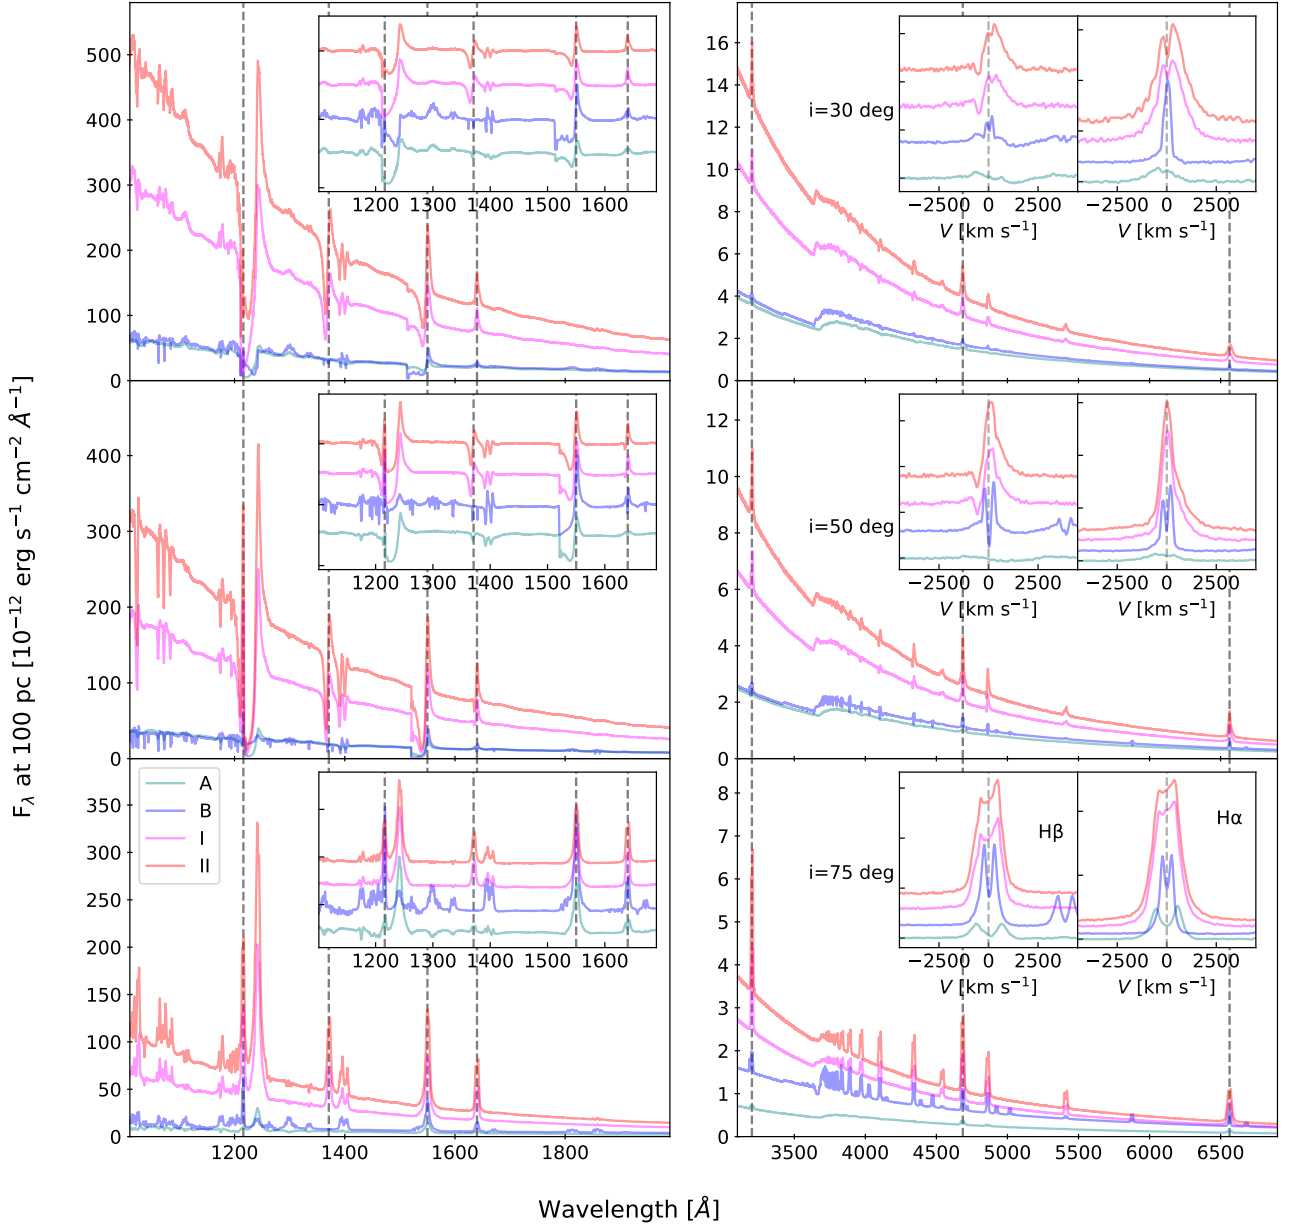 F_λ at 100 pc [10⁻¹² erg s⁻¹ cm⁻² Å⁻¹]
500
400
300
200
100
0
1200 1300 1400 1500 1600
16
14
12
10
8
6
4
2
0
i=30 deg
−2500 0 2500
V [km s⁻¹]
−2500 0 2500
V [km s⁻¹]
400
300
200
100
0
1200 1300 1400 1500 1600
12
10
8
6
4
2
0
i=50 deg
−2500 0 2500
V [km s⁻¹]
−2500 0 2500
V [km s⁻¹]
350
300
250
200
150
100
50
0
A
B
I
II
1200 1300 1400 1500 1600
1200 1400 1600 1800
8
7
6
5
4
3
2
1
0
i=75 deg
Hβ
Hα
−2500 0 2500
V [km s⁻¹]
−2500 0 2500
V [km s⁻¹]
3500 4000 4500 5000 5500 6000 6500
Wavelength [Å]